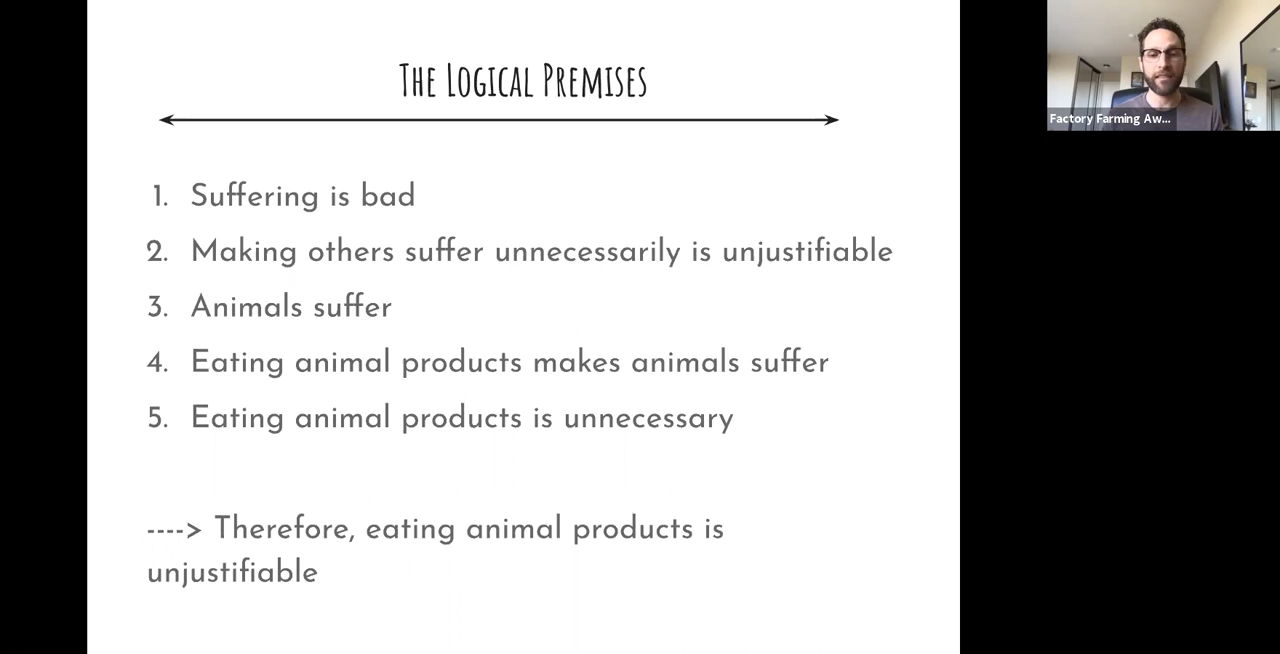 The Logical Premises
1. Suffering is bad
2. Making others suffer unnecessarily is unjustifiable
3. Animals suffer
4. Eating animal products makes animals suffer
5. Eating animal products is unnecessary
----> Therefore, eating animal products is
unjustifiable
Factory Farming Aw...